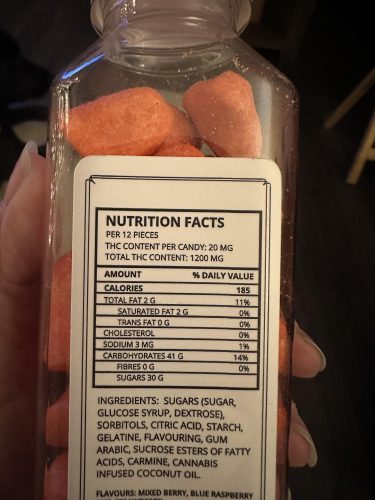 NUTRITION FACTS
PER 12 PIECES
THC CONTENT PER CANDY: 20 MG
TOTAL THC CONTENT: 1200 MG
AMOUNT % DAILY VALUE
CALORIES 185
TOTAL FAT 2 G 11%
SATURATED FAT 2 G 0%
TRANS FAT 0 G 0%
CHOLESTEROL 0%
SODIUM 3 MG 1%
CARBOHYDRATES 41 G 14%
FIBRES 0 G 0%
SUGARS 30 G
INGREDIENTS: SUGARS (SUGAR,
GLUCOSE SYRUP, DEXTROSE),
SORBITOLS, CITRIC ACID, STARCH,
GELATINE, FLAVOURING, GUM
ARABIC, SUCROSE ESTERS OF FATTY
ACIDS, CARMINE, CANNABIS
INFUSED COCONUT OIL.
FLAVOURS: MIXED BERRY, BLUE RASPBERRY